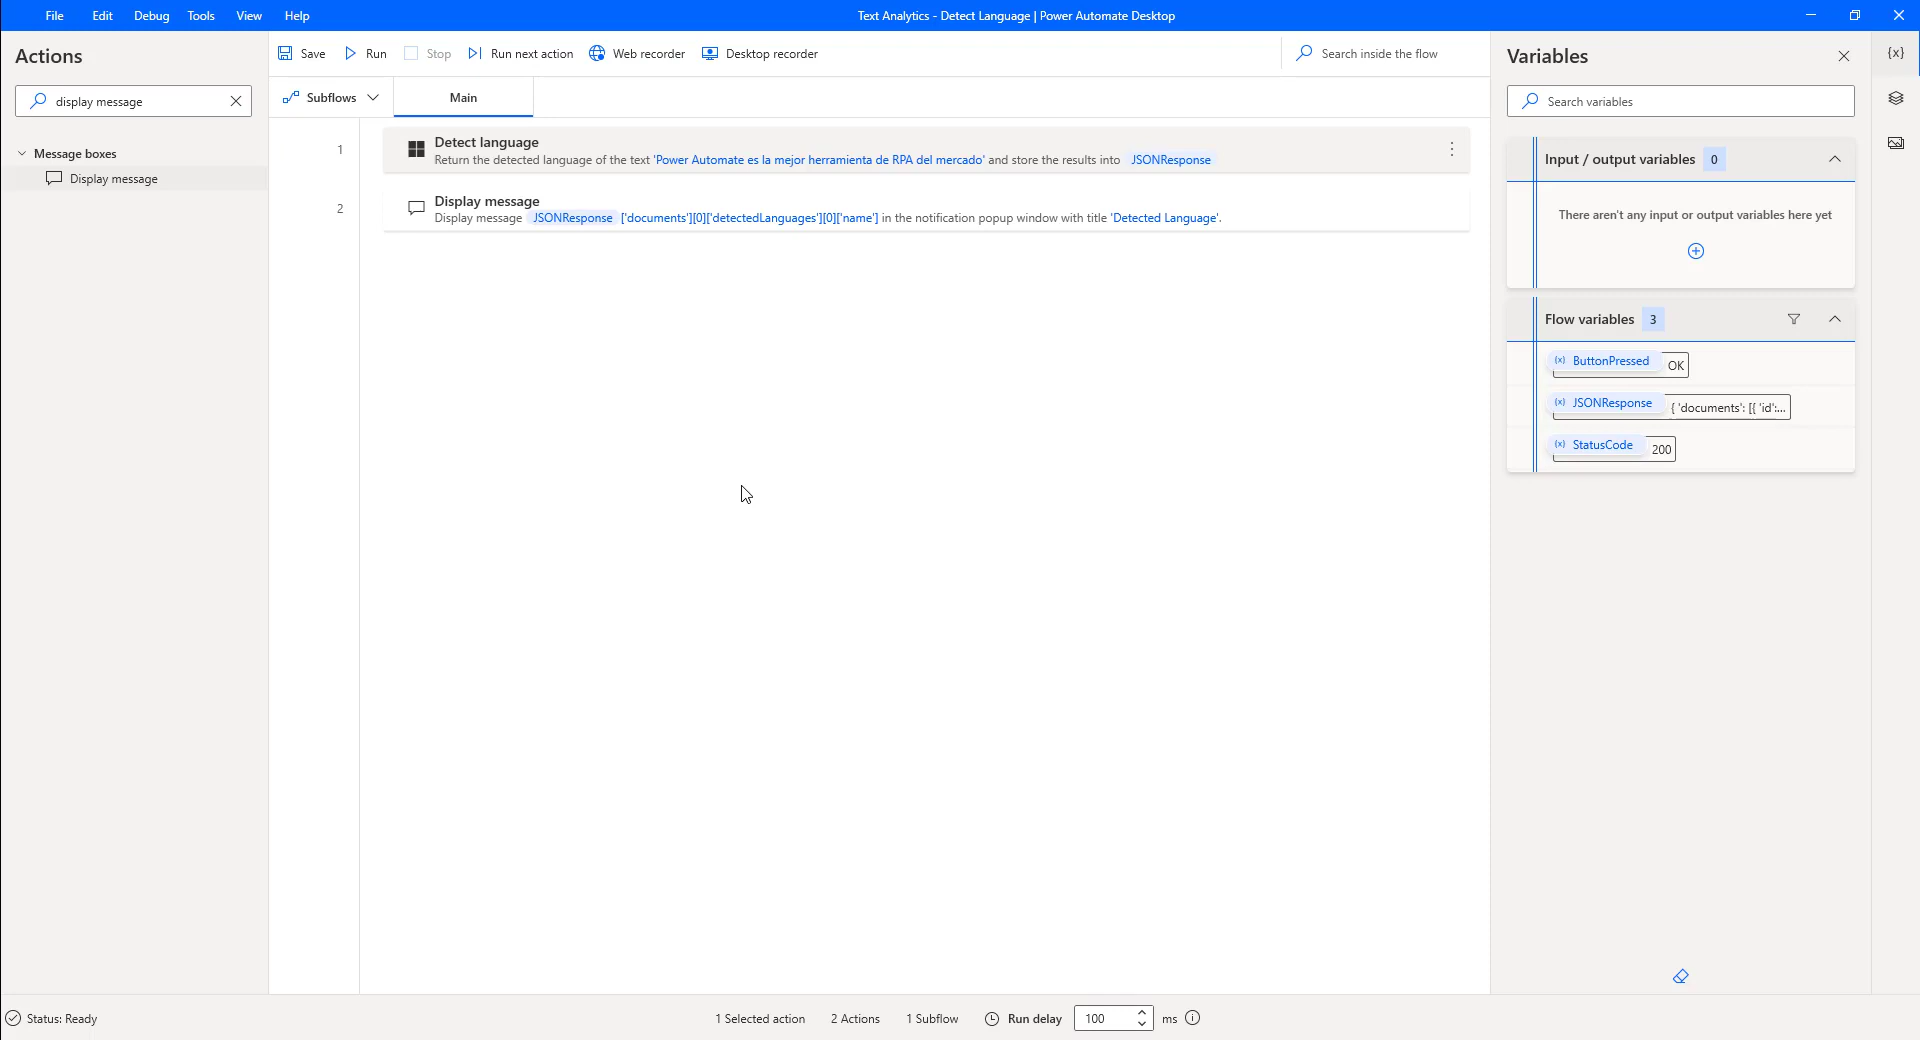 File Edit Debug Tools View Help
Text Analytics - Detect Language | Power Automate Desktop
Actions
display message
Message boxes
Display message
Save Run Stop Run next action Web recorder Desktop recorder
Search inside the flow
Subflows Main
1
Detect language
Return the detected language of the text 'Power Automate es la mejor herramienta de RPA del mercado' and store the results into JSONResponse
2
Display message
Display message JSONResponse ['documents'][0]['detectedLanguages'][0]['name'] in the notification popup window with title 'Detected Language'.
Variables
{x}
Search variables
Input / output variables 0
There aren't any input or output variables here yet
Flow variables 3
(x) ButtonPressed OK
(x) JSONResponse { 'documents': [{ 'id':...
(x) StatusCode 200
Status: Ready
1 Selected action 2 Actions 1 Subflow Run delay 100 ms